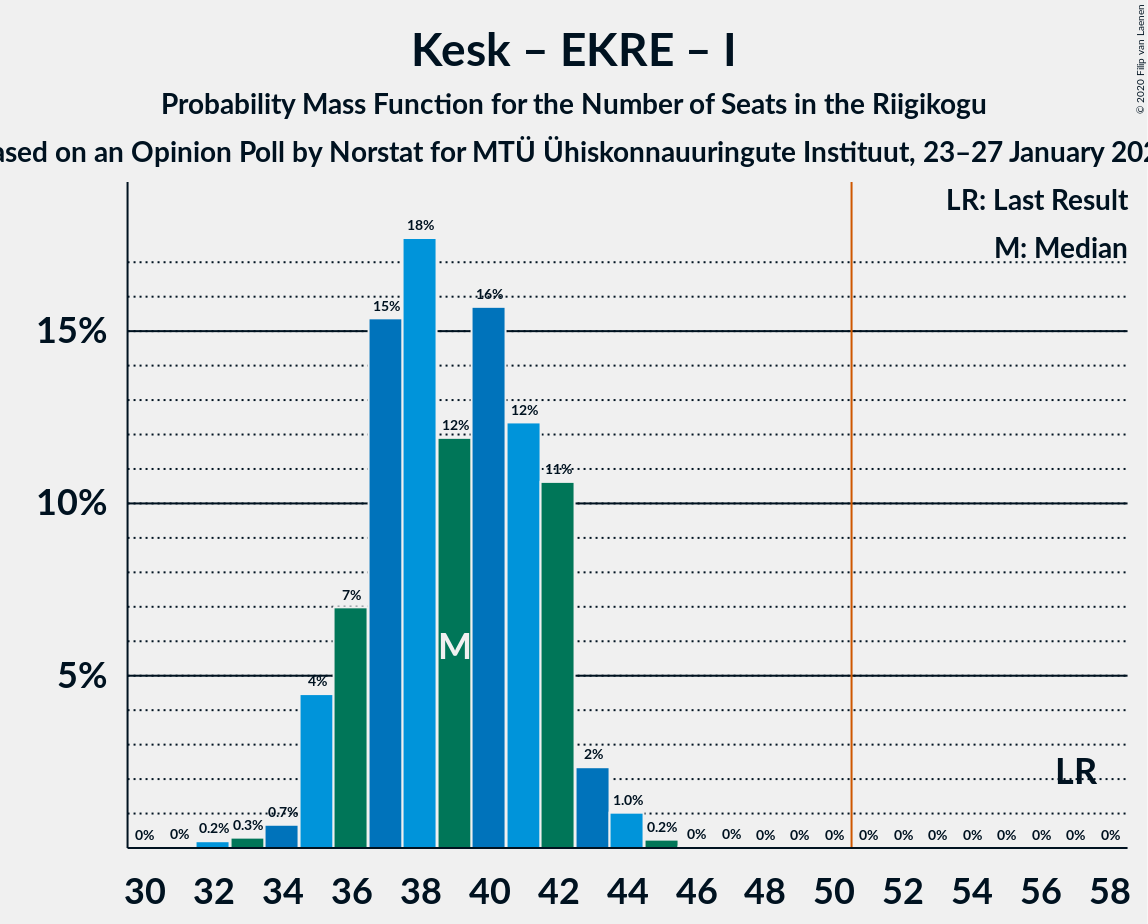 Kesk – EKRE – I
Probability Mass Function for the Number of Seats in the Riigikogu
on an Opinion Poll by Norstat for MTÜ Ühiskonnauuringute Instituut, 23–27 January
© 2020 Filip van Laenen
LR: Last Result
M: Median
15%
10%
5%
0% 0% 0.2% 0.3% 0.7% 4% 7% 15% 18% 12% 16% 12% 11% 2% 1.0% 0.2% 0% 0% 0% 0% 0% 0% 0% 0% 0% 0% 0% 0% 0%
M
LR
30 32 34 36 38 40 42 44 46 48 50 52 54 56 58